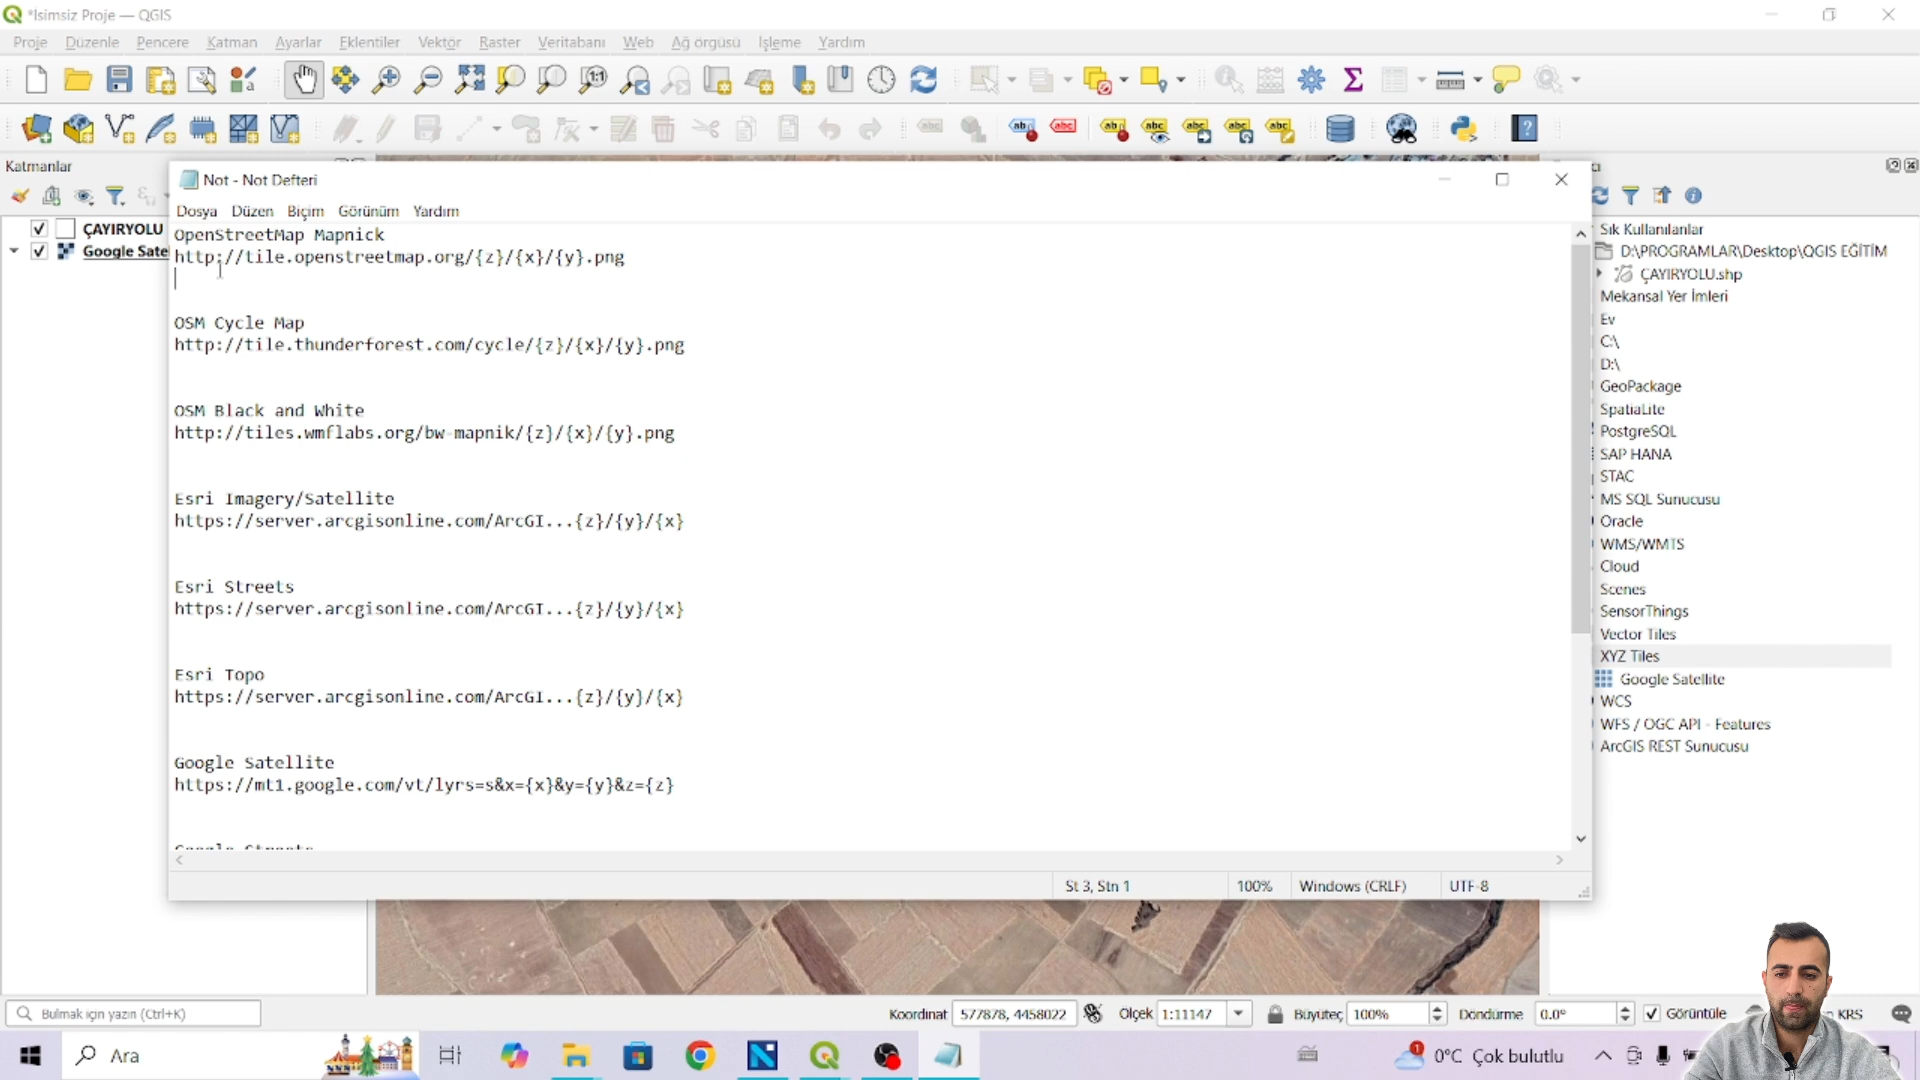 *İsimsiz Proje — QGIS
Proje Düzenle Pencere Katman Ayarlar Eklentiler Vektör Raster Veritabanı Web Ağ örgüsü İşleme Yardım
Katmanlar
ÇAYIRYOLU
Google Sate
Not - Not Defteri
Dosya Düzen Biçim Görünüm Yardım
OpenStreetMap Mapnick
http://tile.openstreetmap.org/{z}/{x}/{y}.png
OSM Cycle Map
http://tile.thunderforest.com/cycle/{z}/{x}/{y}.png
OSM Black and White
http://tiles.wmflabs.org/bw-mapnik/{z}/{x}/{y}.png
Esri Imagery/Satellite
https://server.arcgisonline.com/ArcGI...{z}/{y}/{x}
Esri Streets
https://server.arcgisonline.com/ArcGI...{z}/{y}/{x}
Esri Topo
https://server.arcgisonline.com/ArcGI...{z}/{y}/{x}
Google Satellite
https://mt1.google.com/vt/lyrs=s&x={x}&y={y}&z={z}
St 3, Stn 1 100% Windows (CRLF) UTF-8
Sık Kullanılanlar
D:\PROGRAMLAR\Desktop\QGIS EĞİTİM
ÇAYIRYOLU.shp
Mekansal Yer İmleri
Ev
C:\
D:\
GeoPackage
SpatiaLite
PostgreSQL
SAP HANA
STAC
MS SQL Sunucusu
Oracle
WMS/WMTS
Cloud
Scenes
SensorThings
Vector Tiles
XYZ Tiles
Google Satellite
WCS
WFS / OGC API - Features
ArcGIS REST Sunucusu
Bulmak için yazın (Ctrl+K) Koordinat 577878, 4458022 Ölçek 1:11147 Büyüteç 100% Döndürme 0.0° Görüntüle KRS
Ara 1 0°C Çok bulutlu